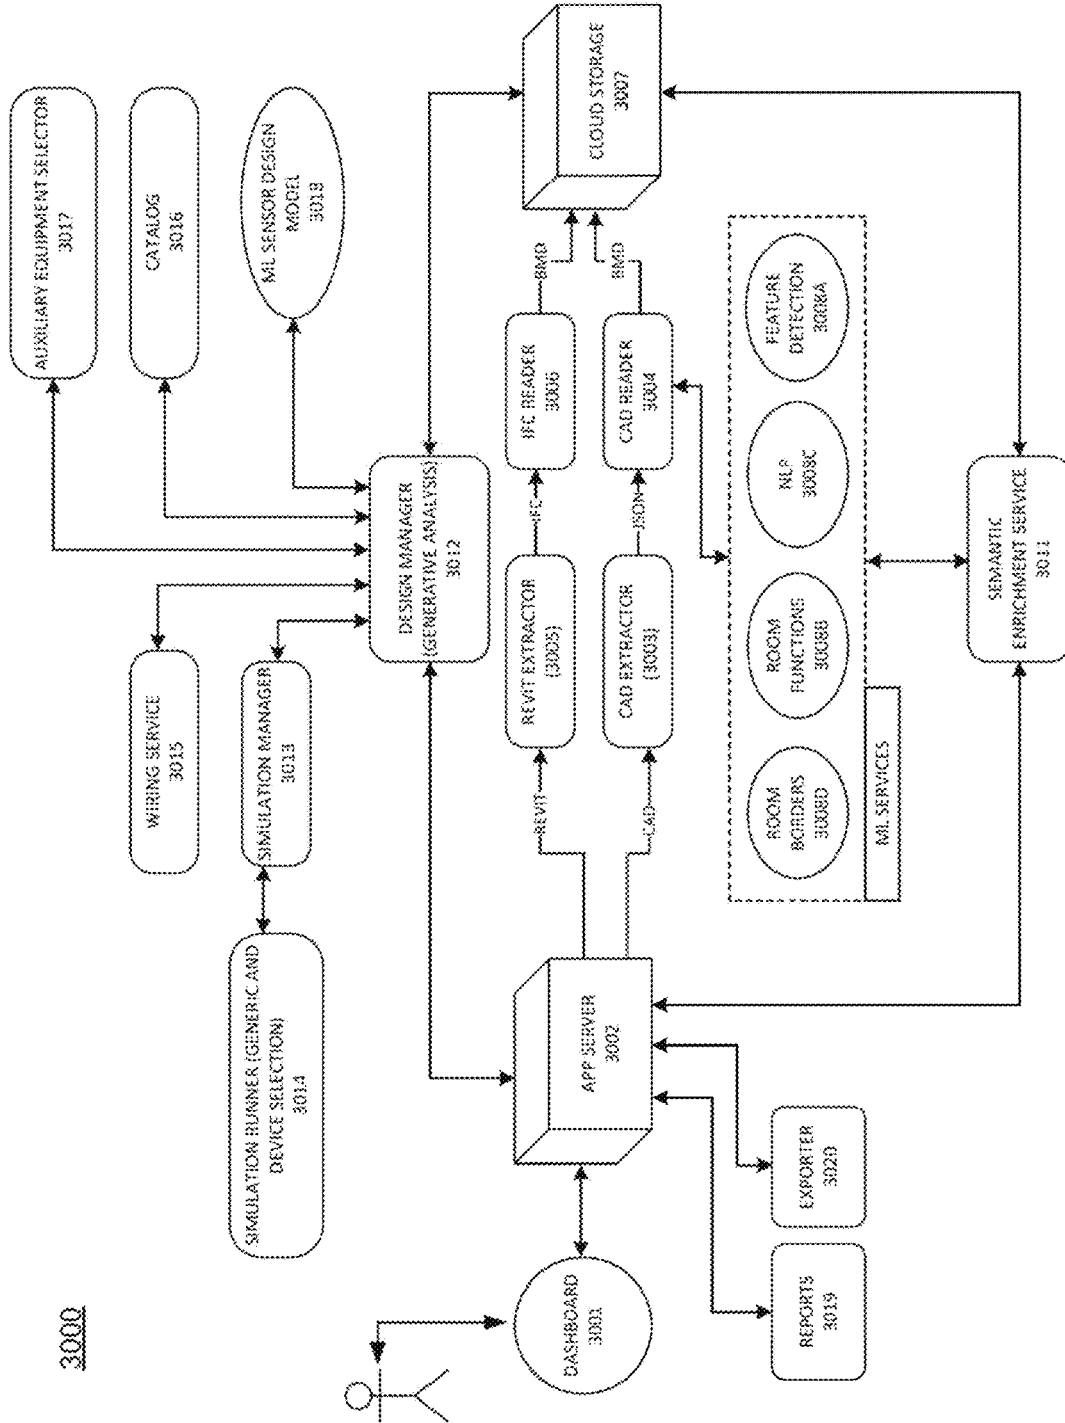 3000
SIMULATION RUNNER (GENERIC AND
DEVICE SELECTION)
3014
WIRING SERVICE
3015
SIMULATION MANAGER
3013
AUXILIARY EQUIPMENT SELECTOR
3017
CATALOG
3016
ML SENSOR DESIGN
MODEL
3018
DESIGN MANAGER
(GENERATIVE ANALYSIS)
3012
DASHBOARD
3001
APP SERVER
3002
REVIT
CAD
REVIT EXTRACTOR
(3005)
CAD EXTRACTOR
(3003)
IFC
JSON
IFC READER
3006
CAD READER
3004
BMD
BMD
CLOUD STORAGE
3007
ROOM
BORDERS
3008D
ROOM
FUNCTIONS
3008B
NLP
3008C
FEATURE
DETECTION
3008A
ML SERVICES
REPORTS
3019
EXPORTER
3020
SEMANTIC
ENRICHMENT SERVICE
3011